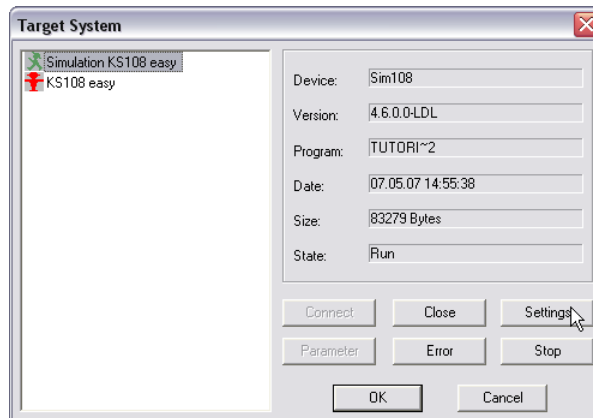 Target System
Simulation KS108 easy
KS108 easy
Device: Sim108
Version: 4.6.0.0-LDL
Program: TUTORI~2
Date: 07.05.07 14:55:38
Size: 83279 Bytes
State: Run
Connect Close Settings
Parameter Error Stop
OK Cancel